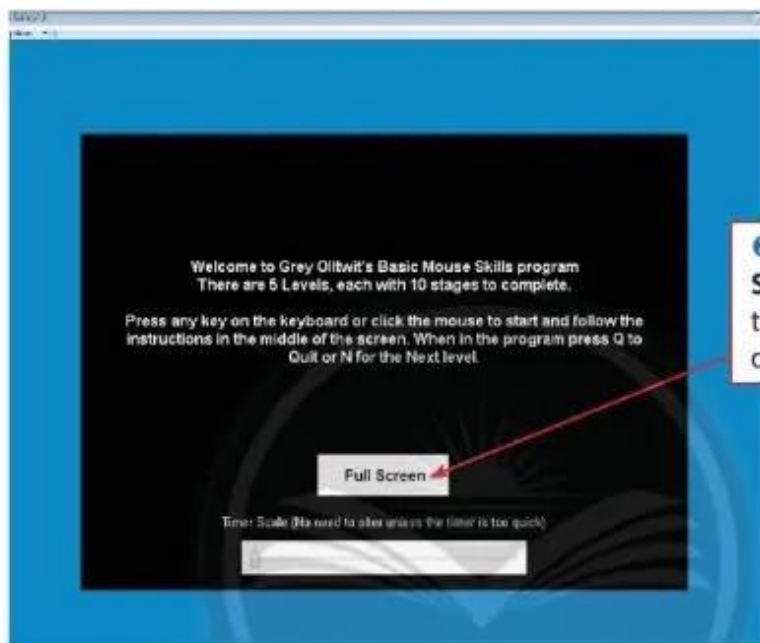 Welcome to Grey Olltwit's Basic Mouse Skills program
There are 5 Levels, each with 10 stages to complete.
Press any key on the keyboard or click the mouse to start and follow the
instructions in the middle of the screen. When in the program press Q to
Quit or N for the Next level.
Full Screen
Timer Scale (No need to alter unless the timer is too quick)